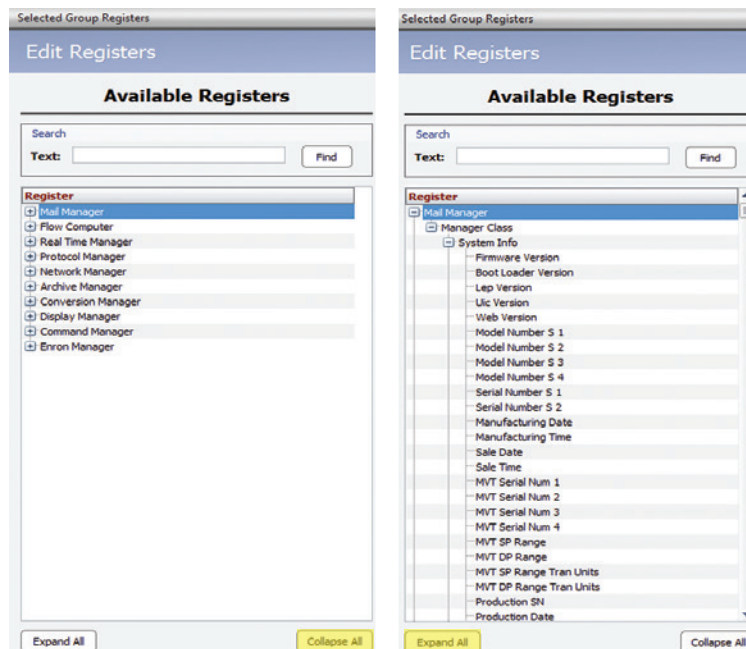 Selected Group Registers
Edit Registers
Available Registers
Search
Text:
Find
Register
Mail Manager
Flow Computer
Real Time Manager
Protocol Manager
Network Manager
Archive Manager
Conversion Manager
Display Manager
Command Manager
Enron Manager
Expand All
Collapse All
Selected Group Registers
Edit Registers
Available Registers
Search
Text:
Find
Register
Mail Manager
Manager Class
System Info
Firmware Version
Boot Loader Version
Lep Version
Uic Version
Web Version
Model Number S 1
Model Number S 2
Model Number S 3
Model Number S 4
Serial Number S 1
Serial Number S 2
Manufacturing Date
Manufacturing Time
Sale Date
Sale Time
MVT Serial Num 1
MVT Serial Num 2
MVT Serial Num 3
MVT Serial Num 4
MVT SP Range
MVT DP Range
MVT SP Range Tran Units
MVT DP Range Tran Units
Production SN
Production Date
Expand All
Collapse All